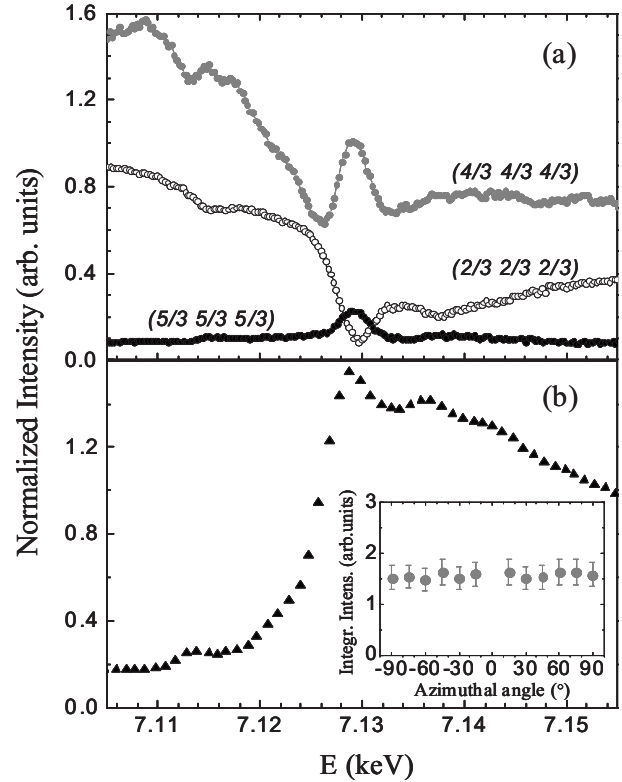 1.6
(a)
1.2
(4/3 4/3 4/3)
0.8
(2/3 2/3 2/3)
0.4
(5/3 5/3 5/3)
0.0
Normalized Intensity (arb. units)
(b)
1.2
0.8
0.4
0.0
3
2
1
0
Integr. Intens. (arb.units)
-90 -60 -30 0 30 60 90
Azimuthal angle (°)
7.11 7.12 7.13 7.14 7.15
E (keV)